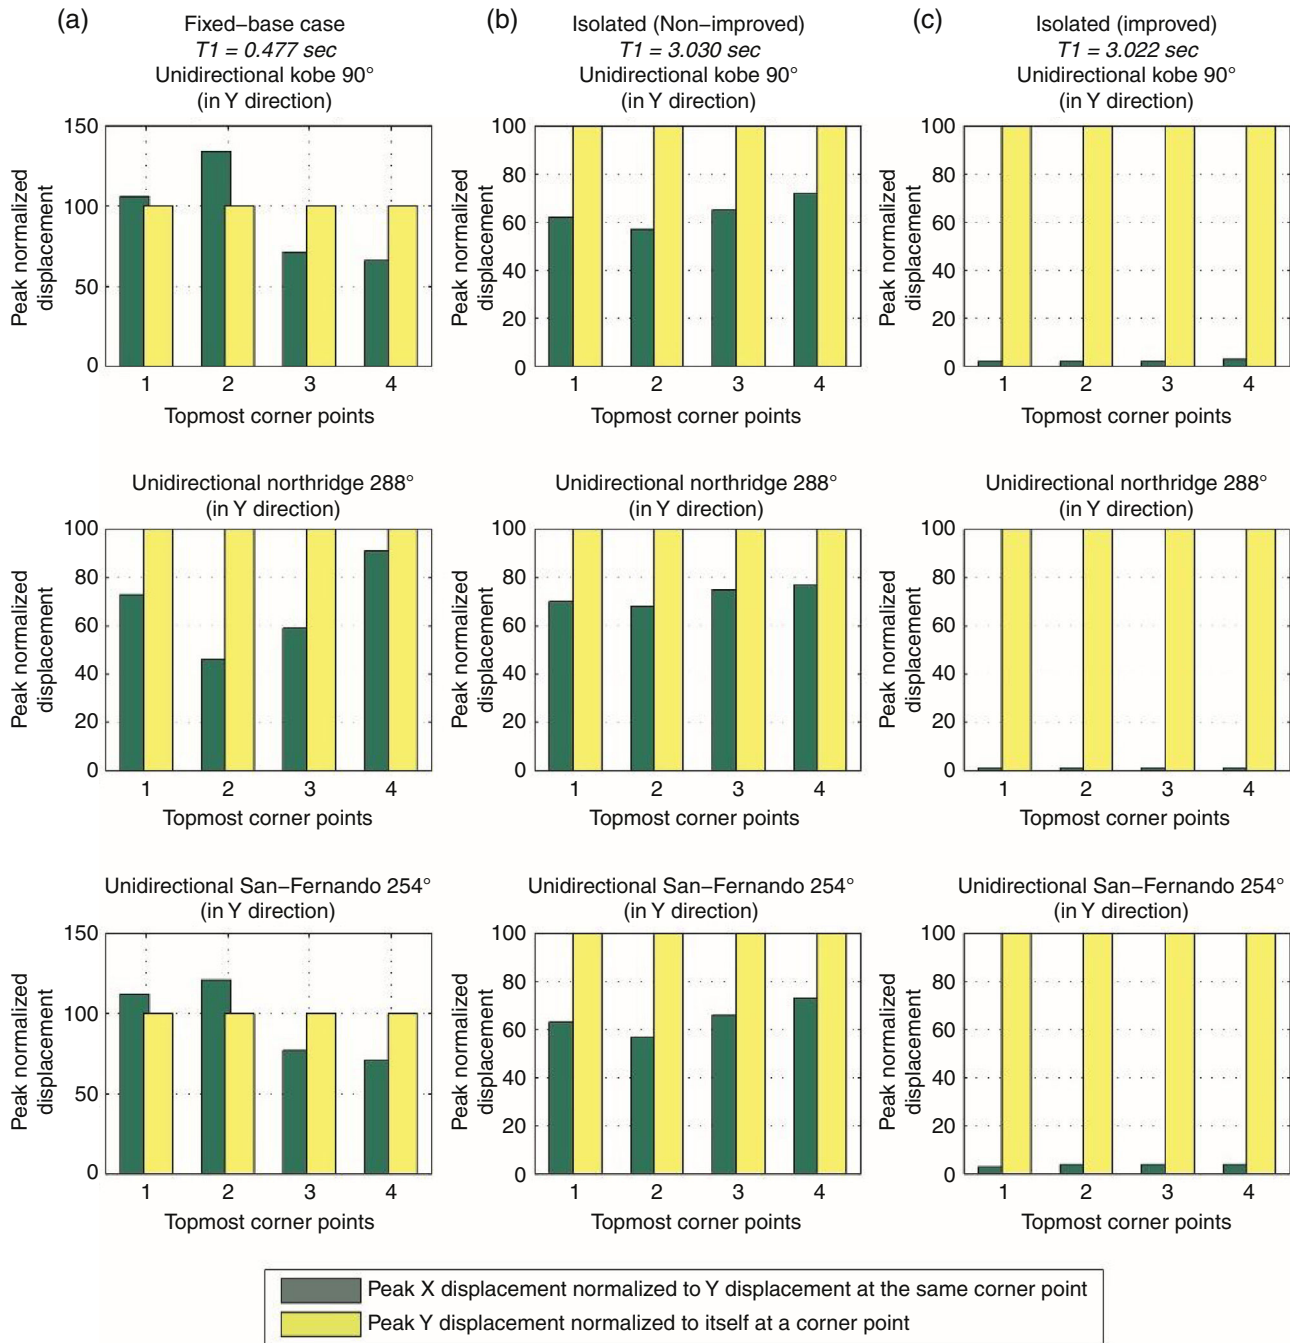 (a)
Fixed–base case
T1 = 0.477 sec
Unidirectional kobe 90°
(in Y direction)
150
100
50
0
Peak normalized
displacement
1 2 3 4
Topmost corner points
(b)
Isolated (Non–improved)
T1 = 3.030 sec
Unidirectional kobe 90°
(in Y direction)
100
80
60
40
20
0
Peak normalized
displacement
1 2 3 4
Topmost corner points
(c)
Isolated (improved)
T1 = 3.022 sec
Unidirectional kobe 90°
(in Y direction)
100
80
60
40
20
0
Peak normalized
displacement
1 2 3 4
Topmost corner points
Unidirectional northridge 288°
(in Y direction)
100
80
60
40
20
0
Peak normalized
displacement
1 2 3 4
Topmost corner points
Unidirectional northridge 288°
(in Y direction)
100
80
60
40
20
0
Peak normalized
displacement
1 2 3 4
Topmost corner points
Unidirectional northridge 288°
(in Y direction)
100
80
60
40
20
0
Peak normalized
displacement
1 2 3 4
Topmost corner points
Unidirectional San–Fernando 254°
(in Y direction)
150
100
50
0
Peak normalized
displacement
1 2 3 4
Topmost corner points
Unidirectional San–Fernando 254°
(in Y direction)
100
80
60
40
20
0
Peak normalized
displacement
1 2 3 4
Topmost corner points
Unidirectional San–Fernando 254°
(in Y direction)
100
80
60
40
20
0
Peak normalized
displacement
1 2 3 4
Topmost corner points
Peak X displacement normalized to Y displacement at the same corner point
Peak Y displacement normalized to itself at a corner point